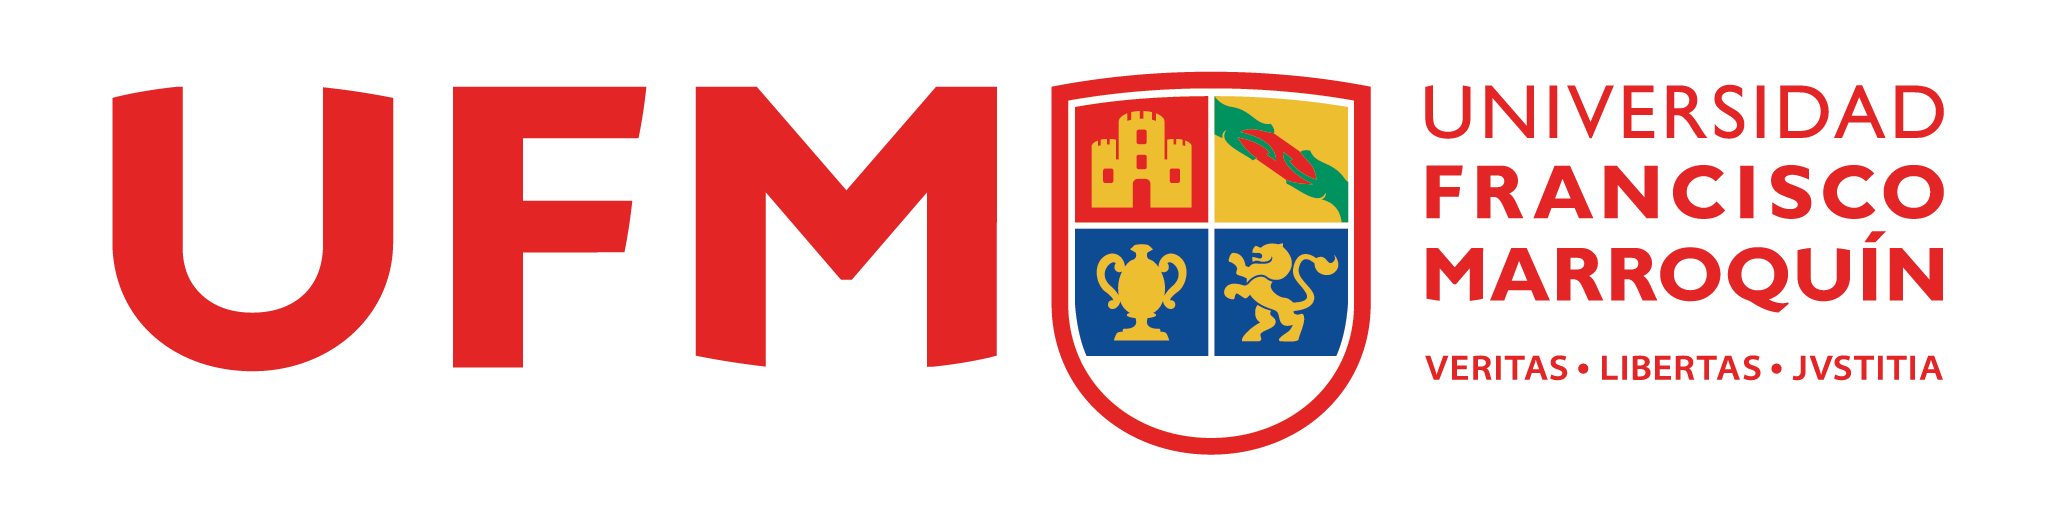 UFM
UNIVERSIDAD
FRANCISCO
MARROQUÍN
VERITAS • LIBERTAS • JVSTITIA